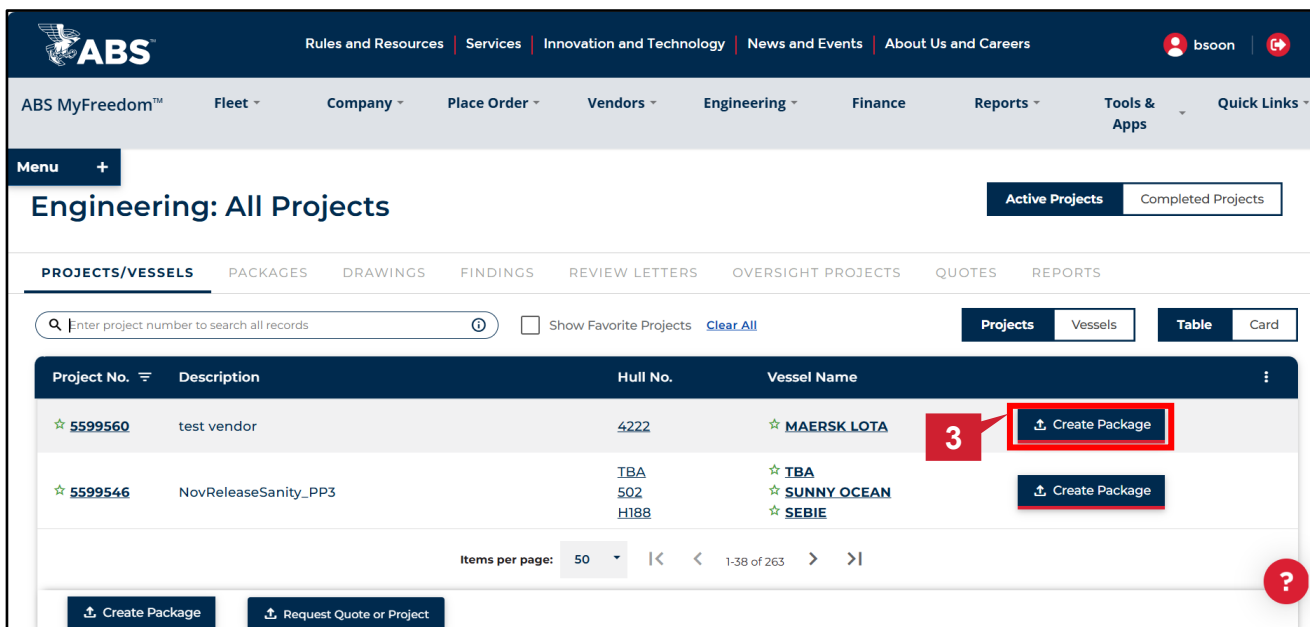 ABS™
Rules and Resources | Services | Innovation and Technology | News and Events | About Us and Careers
bsoon
ABS MyFreedom™
Fleet
Company
Place Order
Vendors
Engineering
Finance
Reports
Tools & Apps
Quick Links
Menu +
Engineering: All Projects
Active Projects
Completed Projects
PROJECTS/VESSELS
PACKAGES
DRAWINGS
FINDINGS
REVIEW LETTERS
OVERSIGHT PROJECTS
QUOTES
REPORTS
Enter project number to search all records
Show Favorite Projects
Clear All
Projects
Vessels
Table
Card
Project No.
Description
Hull No.
Vessel Name
5599560
test vendor
4222
MAERSK LOTA
3
Create Package
5599546
NovReleaseSanity_PP3
TBA
502
H188
TBA
SUNNY OCEAN
SEBIE
Create Package
Items per page: 50
1-38 of 263
?
Create Package
Request Quote or Project